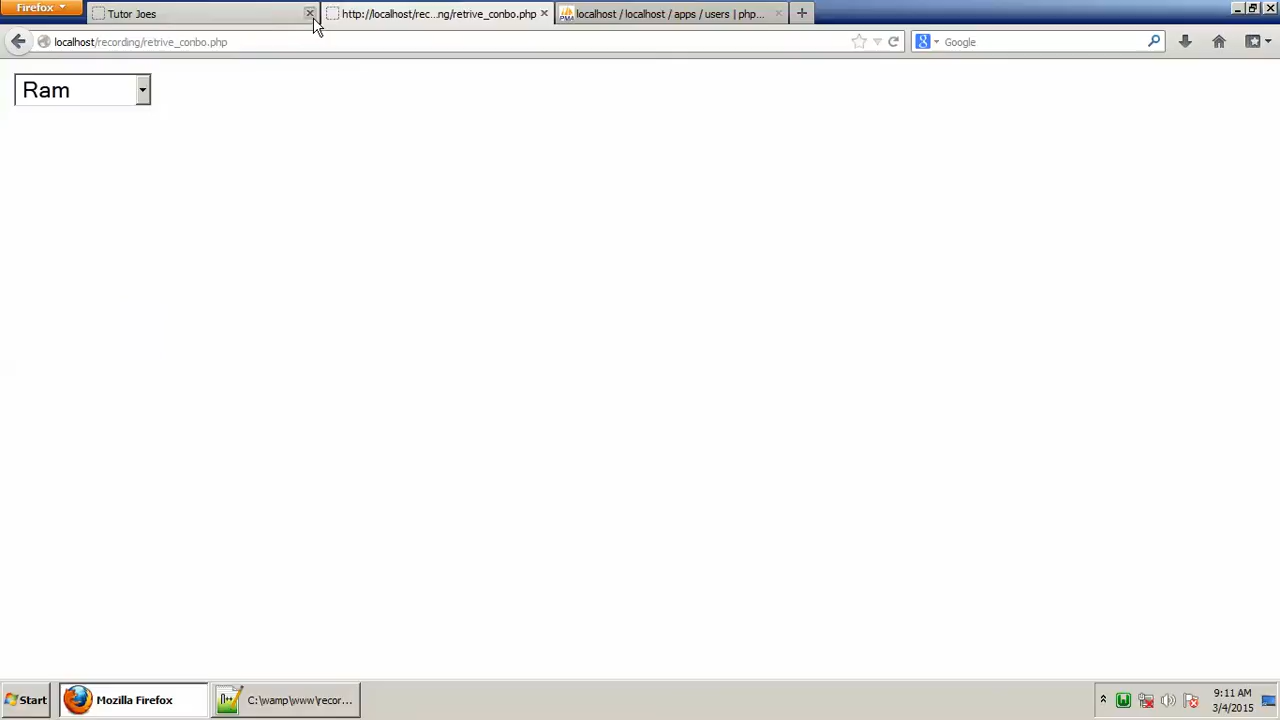 Firefox
Tutor Joes
http://localhost/rec...ng/retrive_conbo.php
localhost / localhost / apps / users | php...
localhost/recording/retrive_conbo.php
Google
Ram
Start
Mozilla Firefox
C:\wamp\www\recor...
9:11 AM
3/4/2015